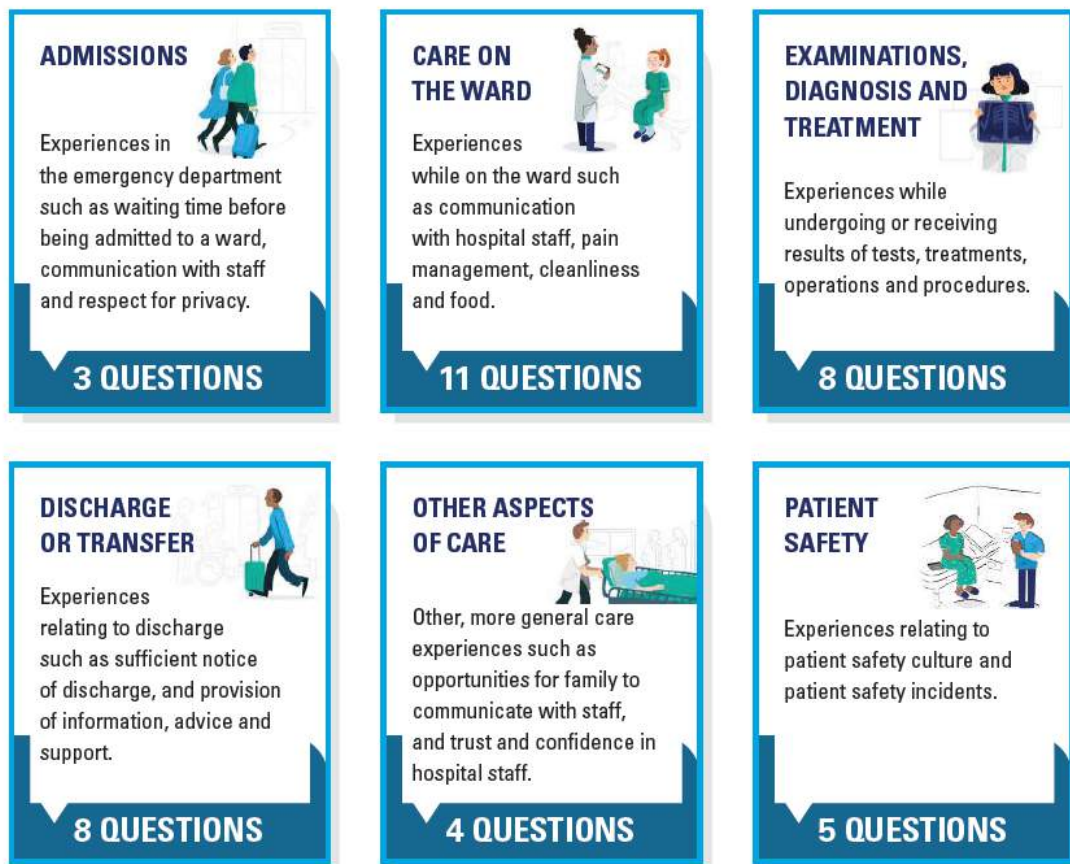 ADMISSIONS
Experiences in
the emergency department
such as waiting time before
being admitted to a ward,
communication with staff
and respect for privacy.
3 QUESTIONS
CARE ON
THE WARD
Experiences
while on the ward such
as communication
with hospital staff, pain
management, cleanliness
and food.
11 QUESTIONS
EXAMINATIONS,
DIAGNOSIS AND
TREATMENT
Experiences while
undergoing or receiving
results of tests, treatments,
operations and procedures.
8 QUESTIONS
DISCHARGE
OR TRANSFER
Experiences
relating to discharge
such as sufficient notice
of discharge, and provision
of information, advice and
support.
8 QUESTIONS
OTHER ASPECTS
OF CARE
Other, more general care
experiences such as
opportunities for family to
communicate with staff,
and trust and confidence in
hospital staff.
4 QUESTIONS
PATIENT
SAFETY
Experiences relating to
patient safety culture and
patient safety incidents.
5 QUESTIONS